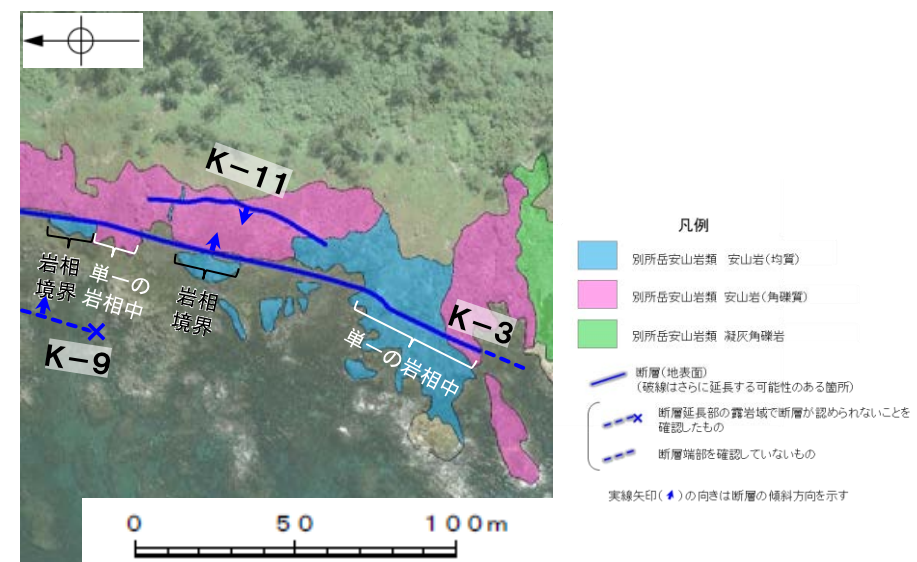 K－11
岩相
境界
単一の
岩相中
岩相
境界
K－3
単一の岩相中
K－9
0 50 100m
凡例
別所岳安山岩類 安山岩(均質)
別所岳安山岩類 安山岩(角礫質)
別所岳安山岩類 凝灰角礫岩
断層(地表面)
(破線はさらに延長する可能性のある箇所)
断層延長部の露岩域で断層が認められないことを
確認したもの
断層端部を確認していないもの
実線矢印( )の向きは断層の傾斜方向を示す